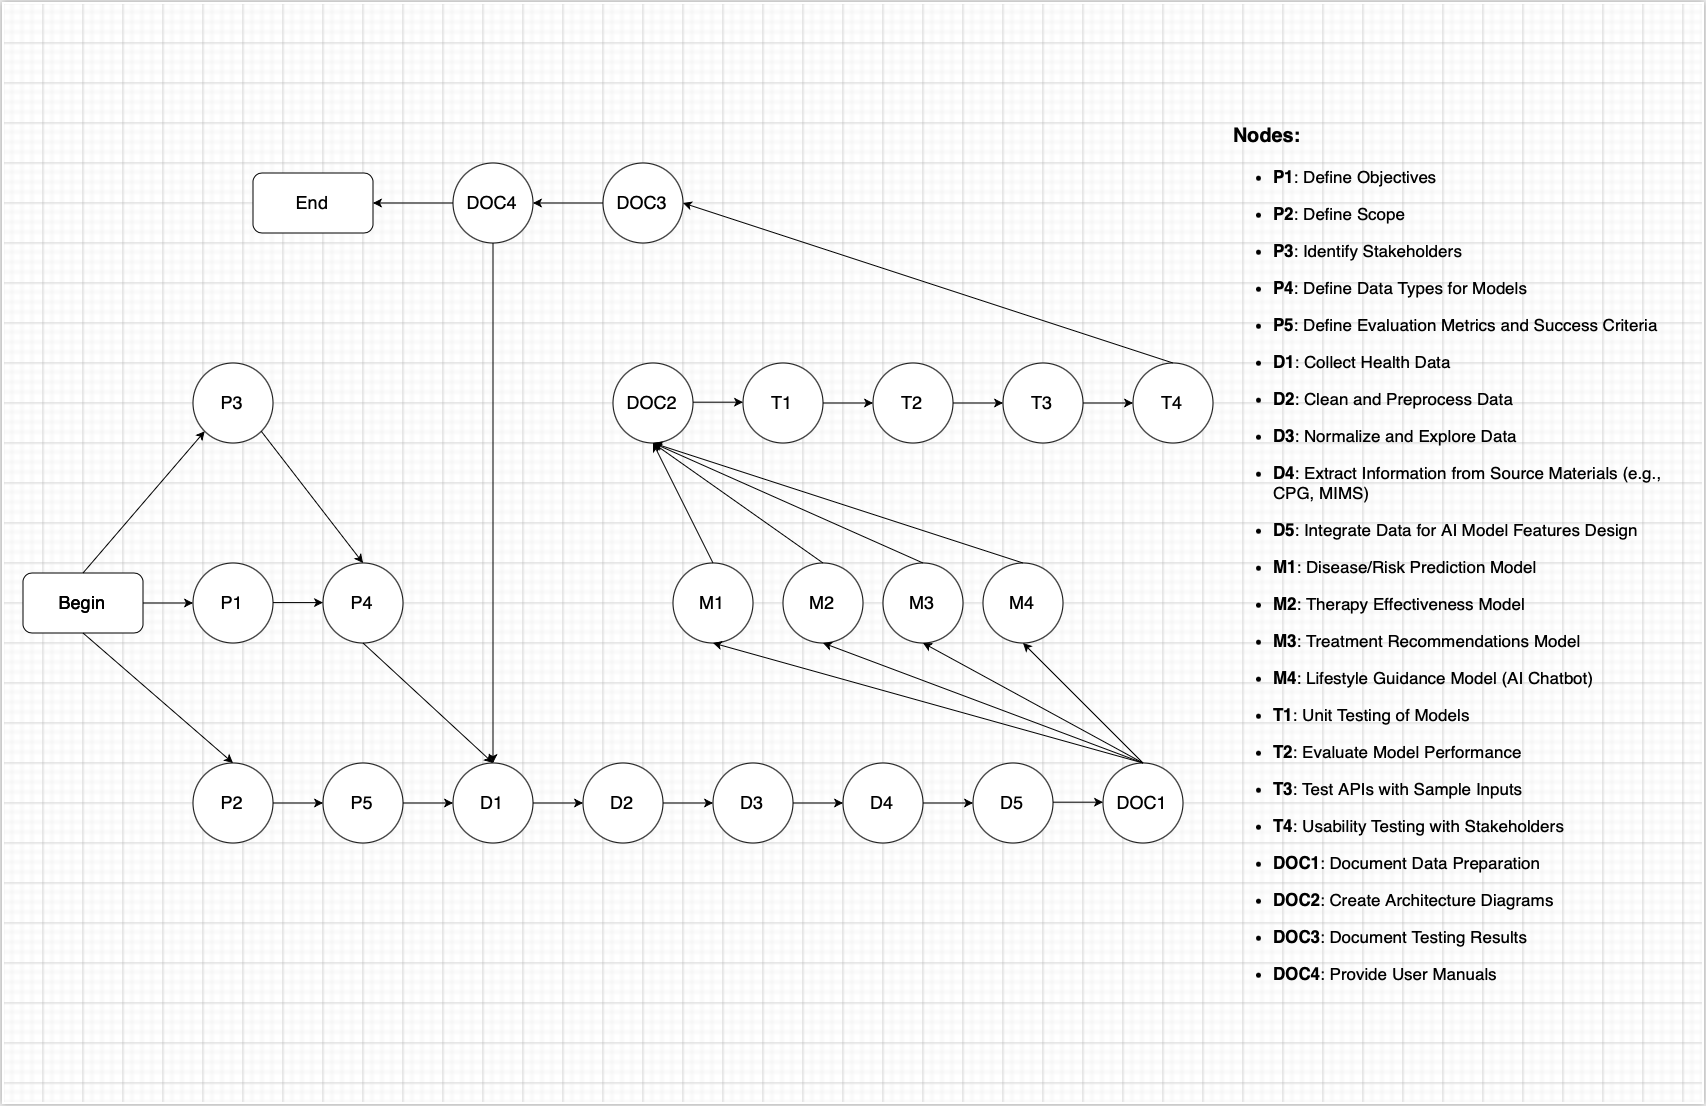 Nodes:
End
DOC4
DOC3
P1: Define Objectives
P2: Define Scope
P3: Identify Stakeholders
P4: Define Data Types for Models
P5: Define Evaluation Metrics and Success Criteria
D1: Collect Health Data
D2: Clean and Preprocess Data
D3: Normalize and Explore Data
D4: Extract Information from Source Materials (e.g.,
CPG, MIMS)
D5: Integrate Data for AI Model Features Design
M1: Disease/Risk Prediction Model
M2: Therapy Effectiveness Model
M3: Treatment Recommendations Model
M4: Lifestyle Guidance Model (AI Chatbot)
T1: Unit Testing of Models
T2: Evaluate Model Performance
T3: Test APIs with Sample Inputs
T4: Usability Testing with Stakeholders
DOC1: Document Data Preparation
DOC2: Create Architecture Diagrams
DOC3: Document Testing Results
DOC4: Provide User Manuals
P3
DOC2
T1
T2
T3
T4
Begin
P1
P4
M1
M2
M3
M4
P2
P5
D1
D2
D3
D4
D5
DOC1